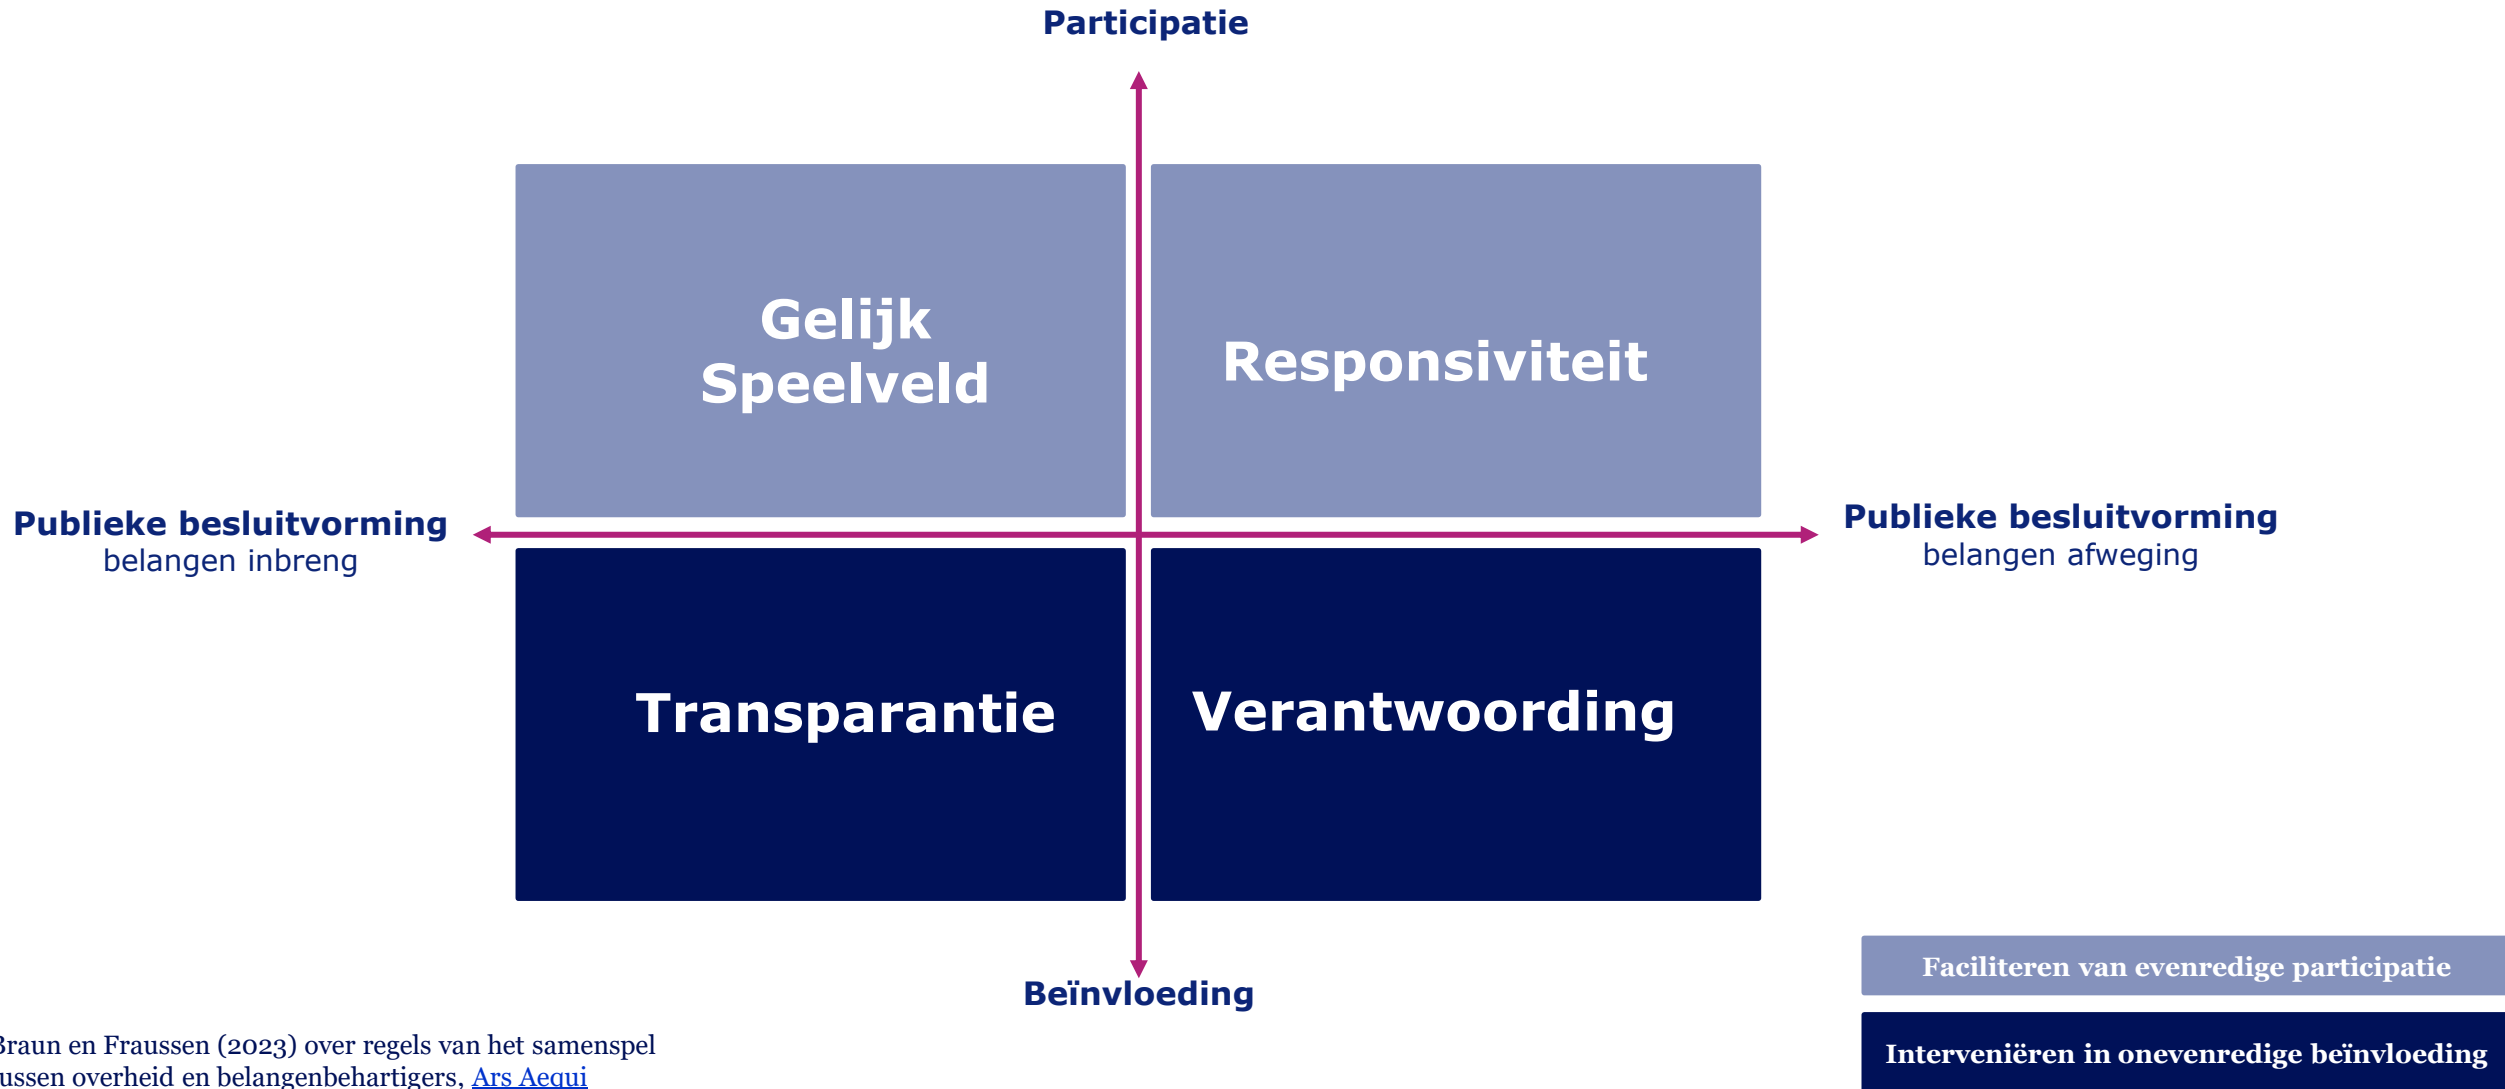 Participatie
Gelijk
Speelveld
Responsiviteit
Publieke besluitvorming
belangen inbreng
Publieke besluitvorming
belangen afweging
Transparantie
Verantwoording
Beïnvloeding
Faciliteren van evenredige participatie
Interveniëren in onevenredige beïnvloeding
Braun en Fraussen (2023) over regels van het samenspel
overheid en belangenbehartigers, Ars Aequi